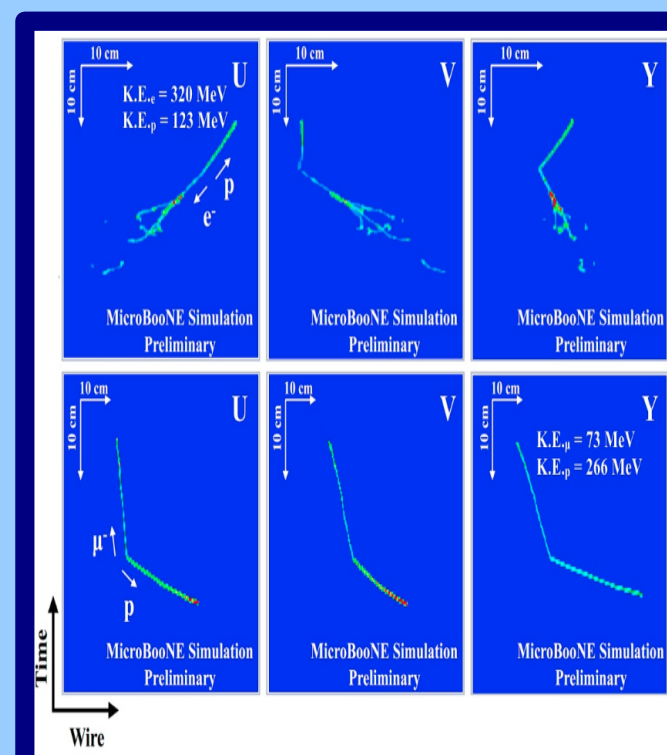 10 cm
10 cm
U
K.E.e = 320 MeV
K.E.p = 123 MeV
p
e-
MicroBooNE Simulation
Preliminary
10 cm
10 cm
V
MicroBooNE Simulation
Preliminary
10 cm
10 cm
Y
MicroBooNE Simulation
Preliminary
10 cm
10 cm
U
μ-
p
MicroBooNE Simulation
Preliminary
10 cm
10 cm
V
MicroBooNE Simulation
Preliminary
10 cm
10 cm
Y
K.E.μ = 73 MeV
K.E.p = 266 MeV
MicroBooNE Simulation
Preliminary
Time
Wire